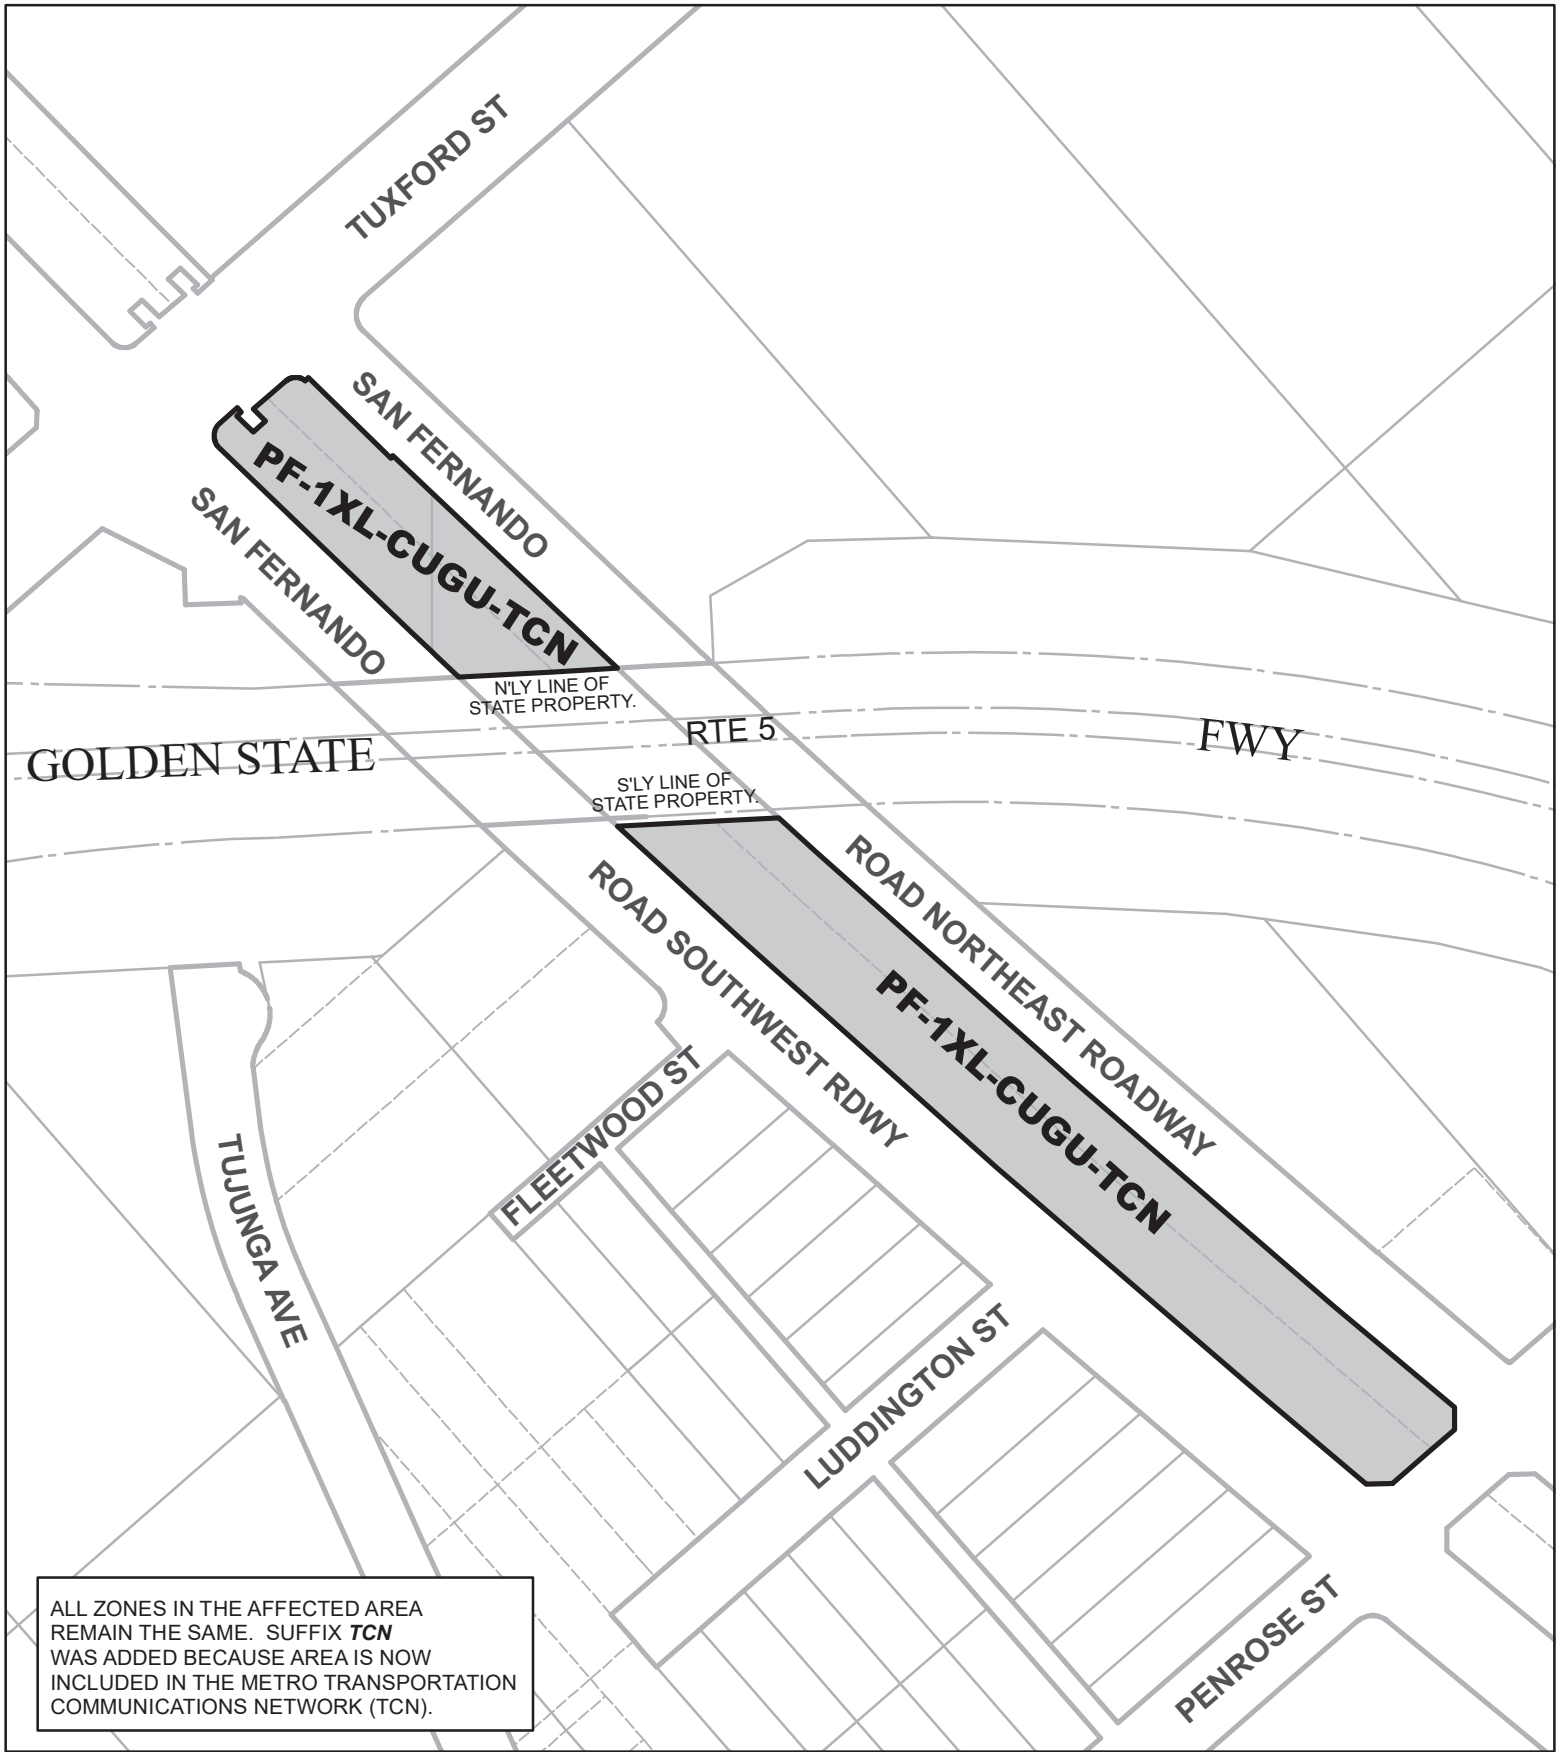 TUXFORD ST
SAN FERNANDO
PF-1XL-CUGU-TCN
SAN FERNANDO
N'LY LINE OF
STATE PROPERTY.
RTE 5
FWY
GOLDEN STATE
S'LY LINE OF
STATE PROPERTY.
ROAD NORTHEAST ROADWAY
ROAD SOUTHWEST RDWY
PF-1XL-CUGU-TCN
FLEETWOOD ST
TUJUNGA AVE
LUDDINGTON ST
PENROSE ST
ALL ZONES IN THE AFFECTED AREA
REMAIN THE SAME. SUFFIX TCN
WAS ADDED BECAUSE AREA IS NOW
INCLUDED IN THE METRO TRANSPORTATION
COMMUNICATIONS NETWORK (TCN).